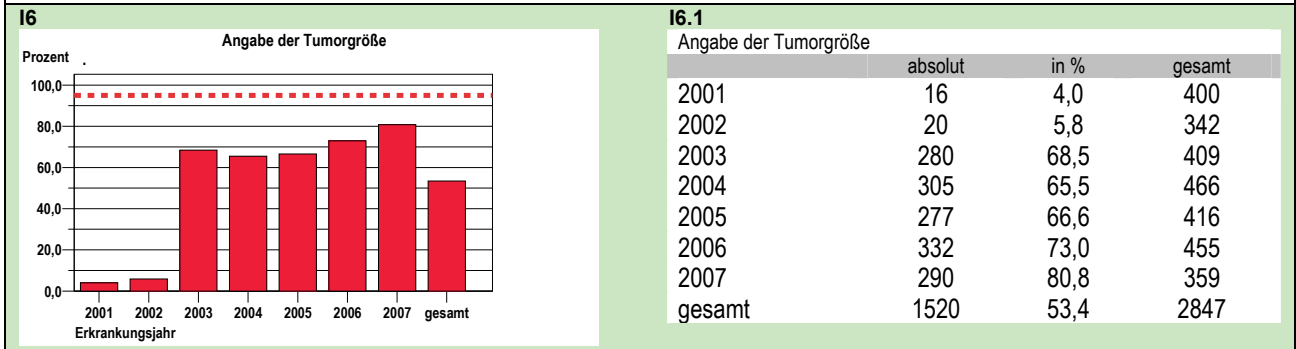 I6
Angabe der Tumorgröße
Prozent
100,0
80,0
60,0
40,0
20,0
0,0
2001 2002 2003 2004 2005 2006 2007 gesamt
Erkrankungsjahr
I6.1
Angabe der Tumorgröße
absolut in % gesamt
2001 16 4,0 400
2002 20 5,8 342
2003 280 68,5 409
2004 305 65,5 466
2005 277 66,6 416
2006 332 73,0 455
2007 290 80,8 359
gesamt 1520 53,4 2847